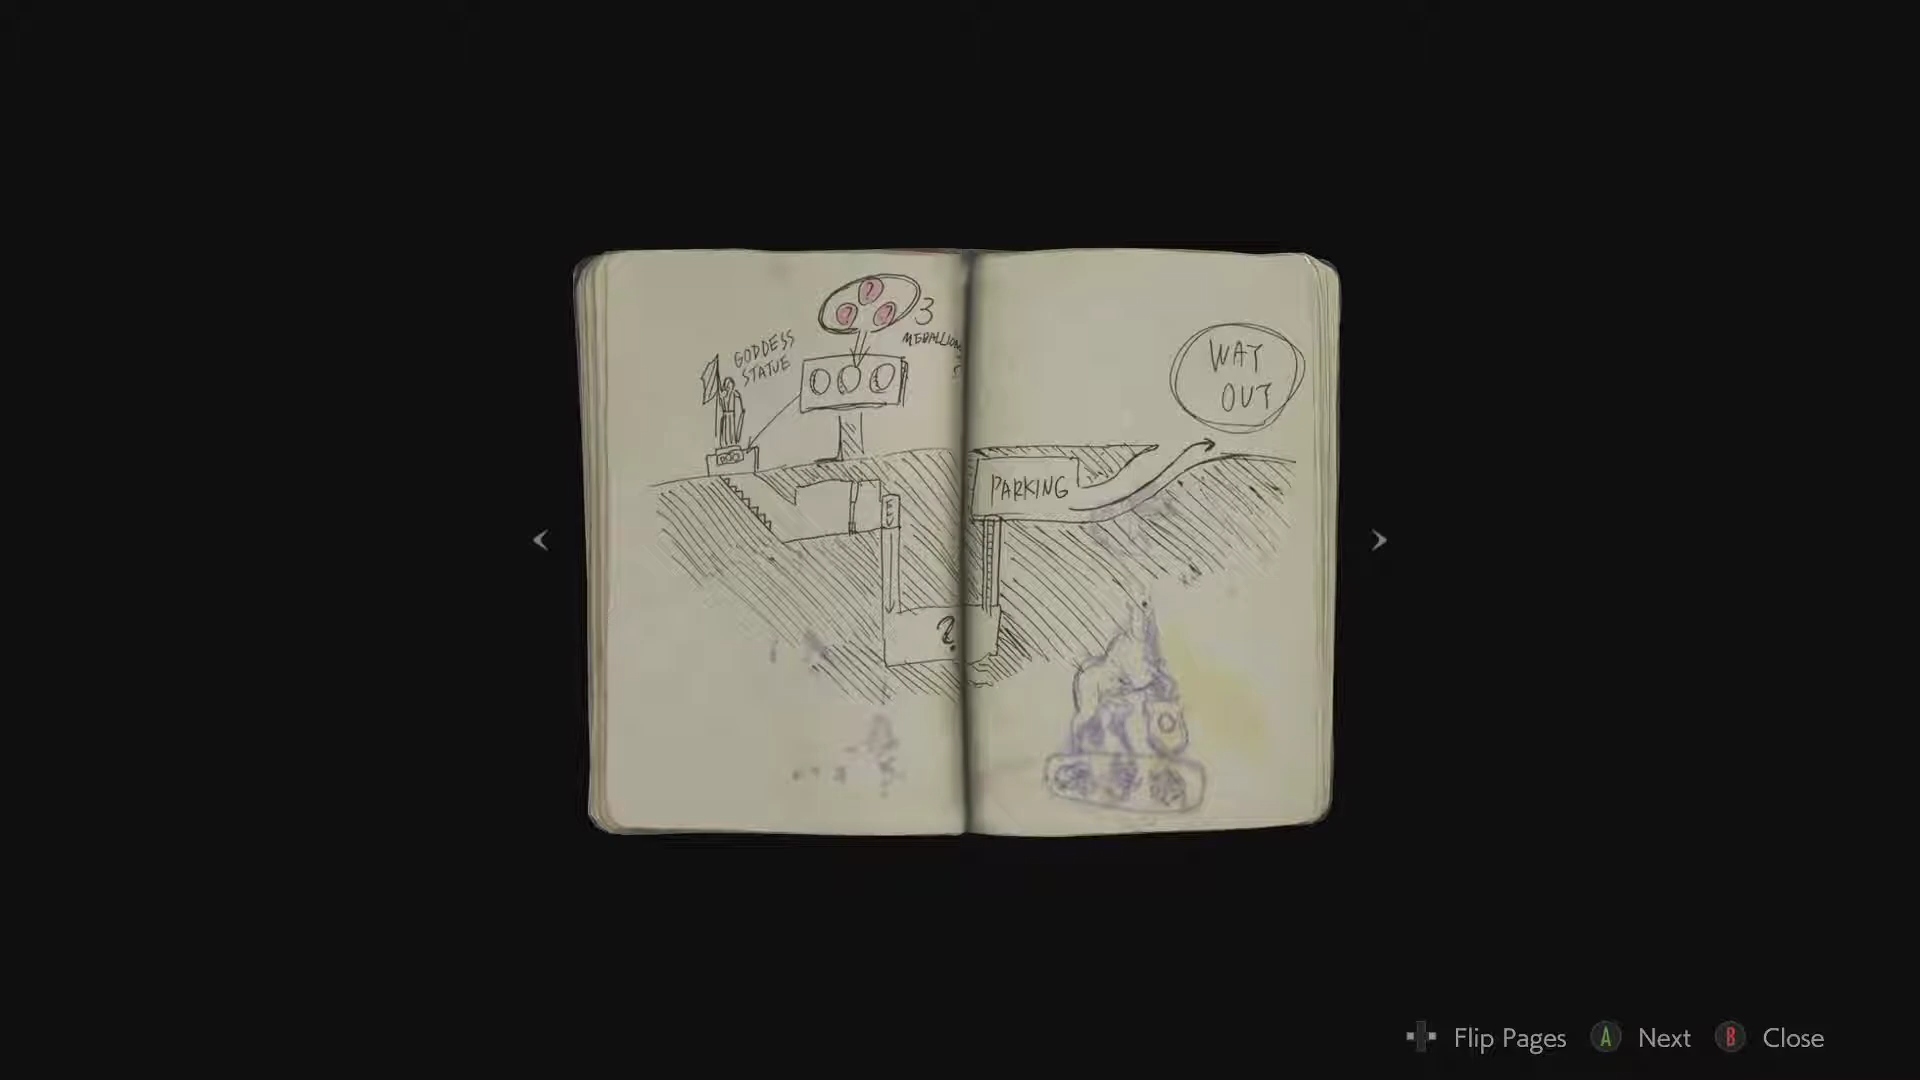 3
MEDALLIONS
GODDESS
STATUE
?
?
?
WAY
OUT
PARKING
E
?
Flip Pages
A
Next
B
Close